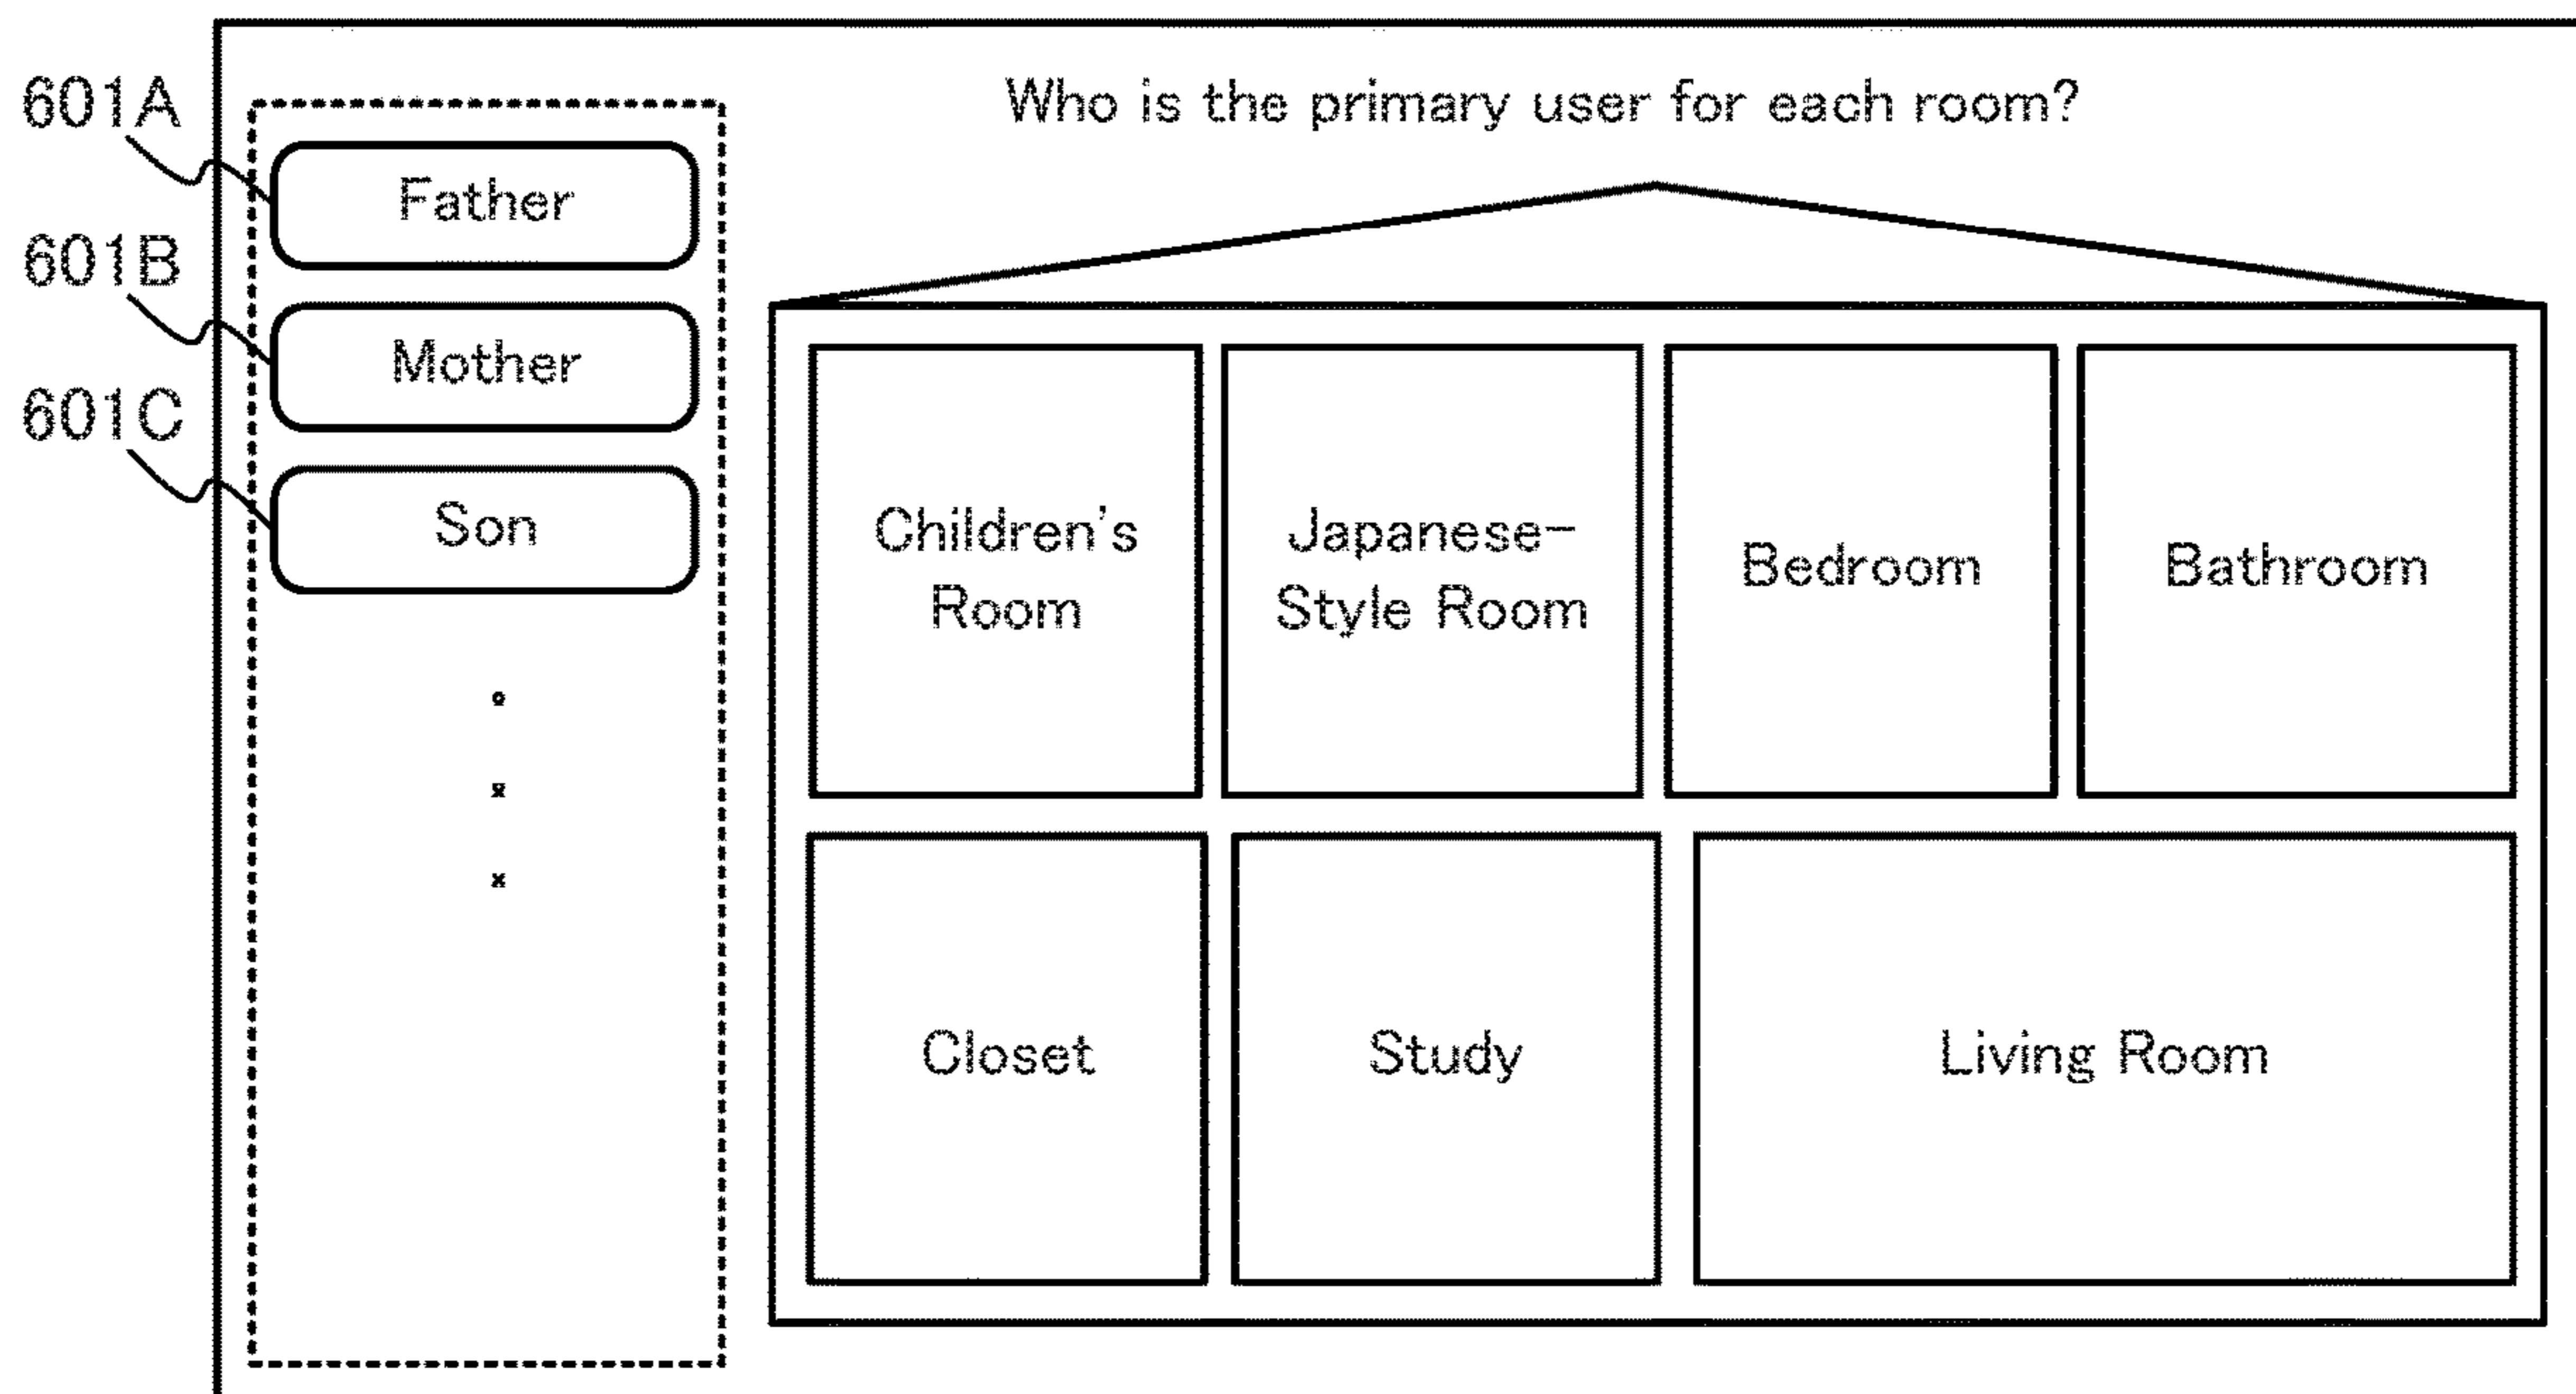 Who is the primary user for each room?
601A
Father
601B
Mother
601C
Son
Children's
Room
Japanese-
Style Room
Bedroom
Bathroom
Closet
Study
Living Room